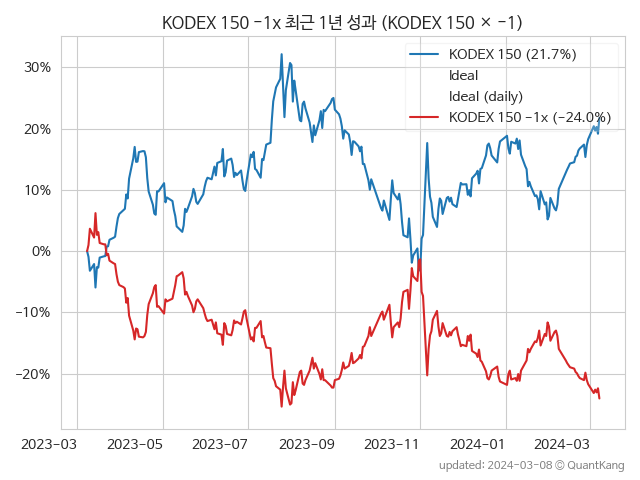 KODEX 150 −1x 최근 1년 성과 (KODEX 150 × −1)
KODEX 150 (21.7%)
Ideal
Ideal (daily)
KODEX 150 −1x (−24.0%)
30%
20%
10%
0%
−10%
−20%
2023−03 2023−05 2023−07 2023−09 2023−11 2024−01 2024−03
updated: 2024−03−08 © QuantKang